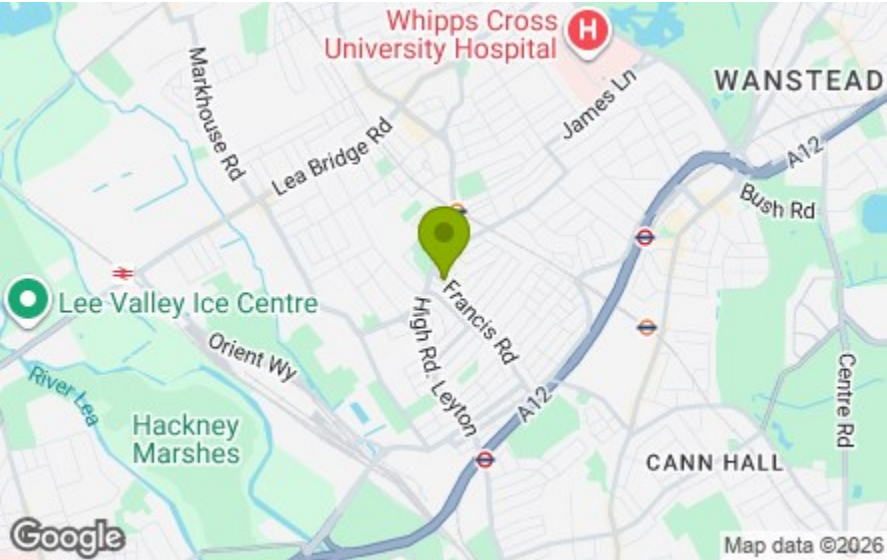 Whipps Cross
University Hospital
H
WANSTEAD
Markhouse Rd
James Ln
Lea Bridge Rd
A12
Bush Rd
Lee Valley Ice Centre
Francis Rd
High Rd. Leyton
Orient Wy
River Lea
A12
Centre Rd
Hackney
Marshes
CANN HALL
Google
Map data ©2026